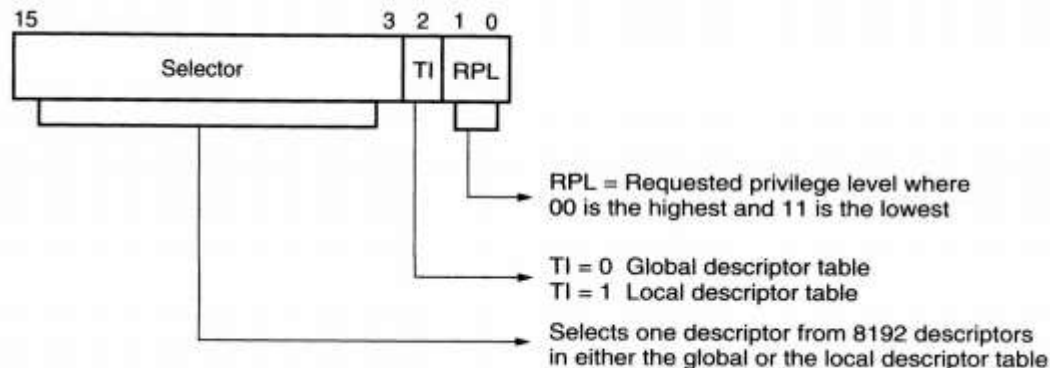 15 3 2 1 0
Selector TI RPL
RPL = Requested privilege level where
00 is the highest and 11 is the lowest
TI = 0 Global descriptor table
TI = 1 Local descriptor table
Selects one descriptor from 8192 descriptors
in either the global or the local descriptor table